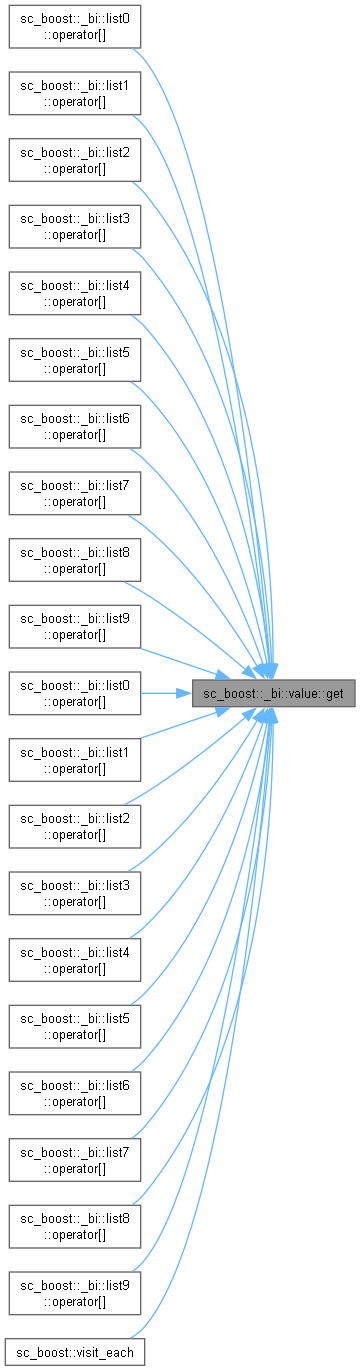 sc_boost::_bi::list0
::operator[]
sc_boost::_bi::list1
::operator[]
sc_boost::_bi::list2
::operator[]
sc_boost::_bi::list3
::operator[]
sc_boost::_bi::list4
::operator[]
sc_boost::_bi::list5
::operator[]
sc_boost::_bi::list6
::operator[]
sc_boost::_bi::list7
::operator[]
sc_boost::_bi::list8
::operator[]
sc_boost::_bi::list9
::operator[]
sc_boost::_bi::list0
::operator[]
sc_boost::_bi::value::get
sc_boost::_bi::list1
::operator[]
sc_boost::_bi::list2
::operator[]
sc_boost::_bi::list3
::operator[]
sc_boost::_bi::list4
::operator[]
sc_boost::_bi::list5
::operator[]
sc_boost::_bi::list6
::operator[]
sc_boost::_bi::list7
::operator[]
sc_boost::_bi::list8
::operator[]
sc_boost::_bi::list9
::operator[]
sc_boost::visit_each